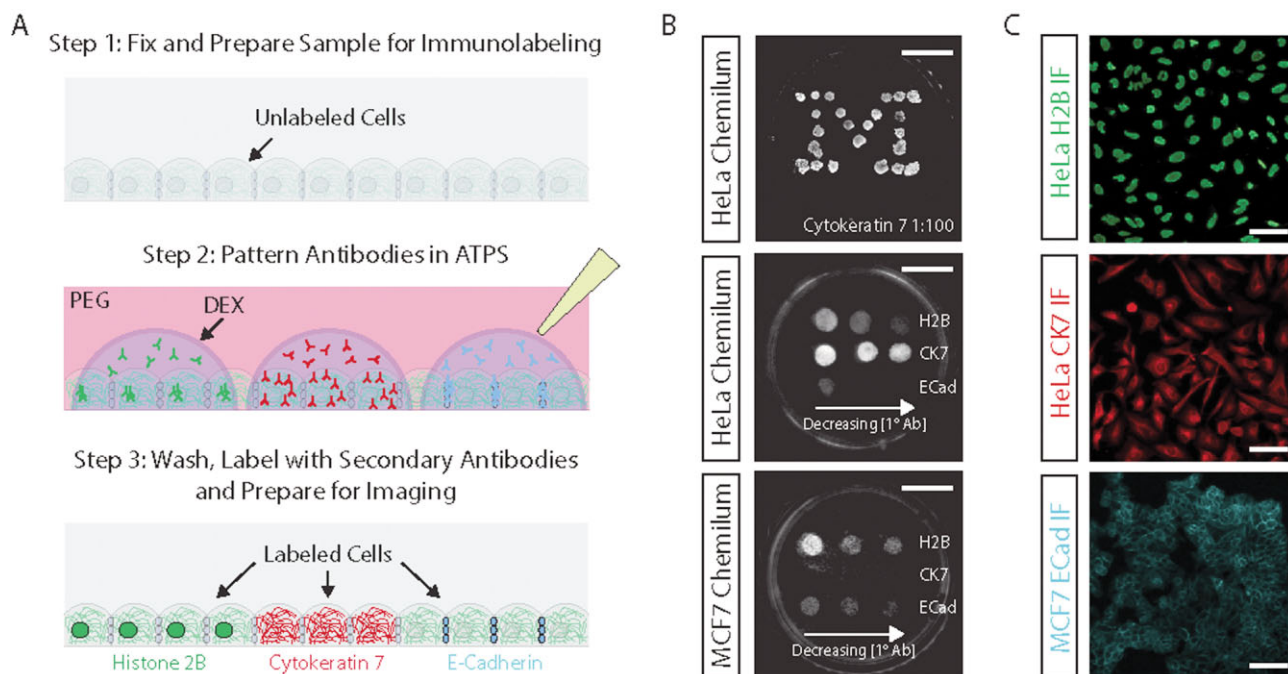 A
Step 1: Fix and Prepare Sample for Immunolabeling
Unlabeled Cells
Step 2: Pattern Antibodies in ATPS
PEG
DEX
Step 3: Wash, Label with Secondary Antibodies
and Prepare for Imaging
Labeled Cells
Histone 2B
Cytokeratin 7
E-Cadherin
B
HeLa Chemilum
Cytokeratin 7 1:100
HeLa Chemilum
H2B
CK7
ECad
Decreasing [1° Ab]
MCF7 Chemilum
H2B
CK7
ECad
Decreasing [1° Ab]
C
HeLa H2B IF
HeLa CK7 IF
MCF7 ECad IF